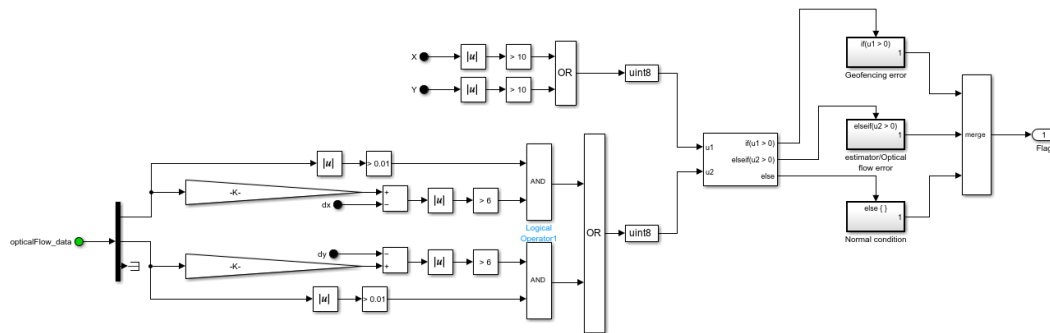 if(u1 > 0)
1
Geofencing error
X
|u|
> 10
OR
uint8
Y
|u|
> 10
elseif(u2 > 0)
1
estimator/Optical
flow error
merge
1
Flag
u1
u2
if(u1 > 0)
elseif(u2 > 0)
else
|u|
> 0.01
AND
Logical
Operator1
-K-
+
−
dx
|u|
> 6
OR
uint8
else { }
1
Normal condition
opticalFlow_data
dy
−
+
-K-
|u|
> 6
AND
|u|
> 0.01